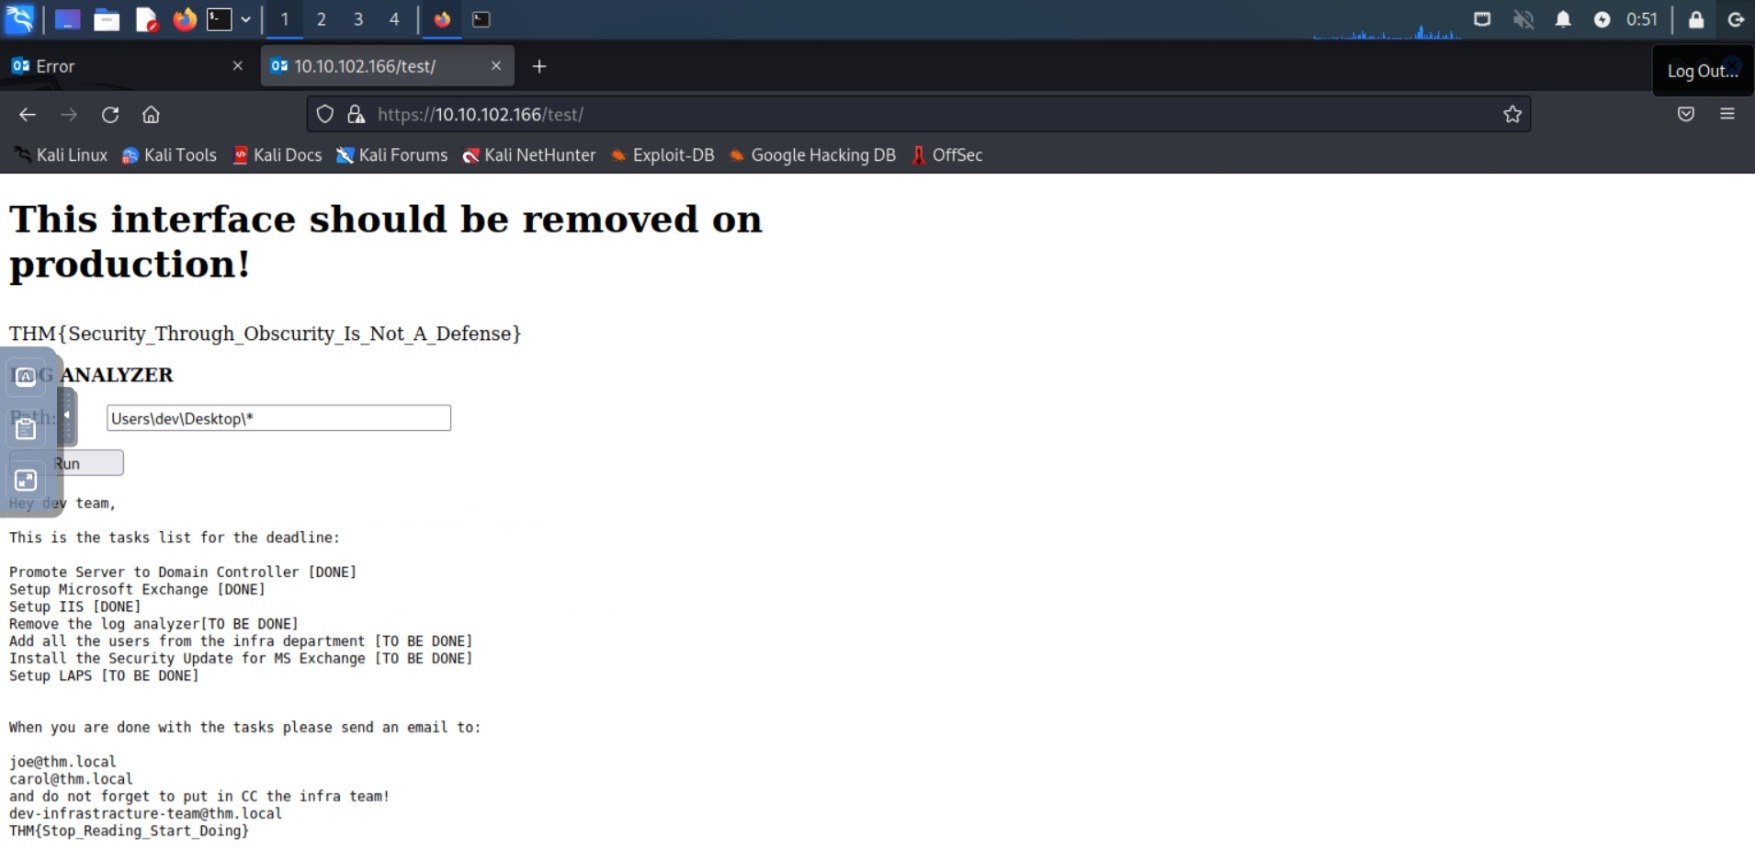 1 2 3 4 0:51
Error 10.10.102.166/test/ Log Out...
https://10.10.102.166/test/
Kali Linux Kali Tools Kali Docs Kali Forums Kali NetHunter Exploit-DB Google Hacking DB OffSec
This interface should be removed on
production!
THM{Security_Through_Obscurity_Is_Not_A_Defense}
LOG ANALYZER
Path: Users\dev\Desktop\*
Run
Hey dev team,
This is the tasks list for the deadline:
Promote Server to Domain Controller [DONE]
Setup Microsoft Exchange [DONE]
Setup IIS [DONE]
Remove the log analyzer[TO BE DONE]
Add all the users from the infra department [TO BE DONE]
Install the Security Update for MS Exchange [TO BE DONE]
Setup LAPS [TO BE DONE]
When you are done with the tasks please send an email to:
joe@thm.local
carol@thm.local
and do not forget to put in CC the infra team!
dev-infrastracture-team@thm.local
THM{Stop_Reading_Start_Doing}